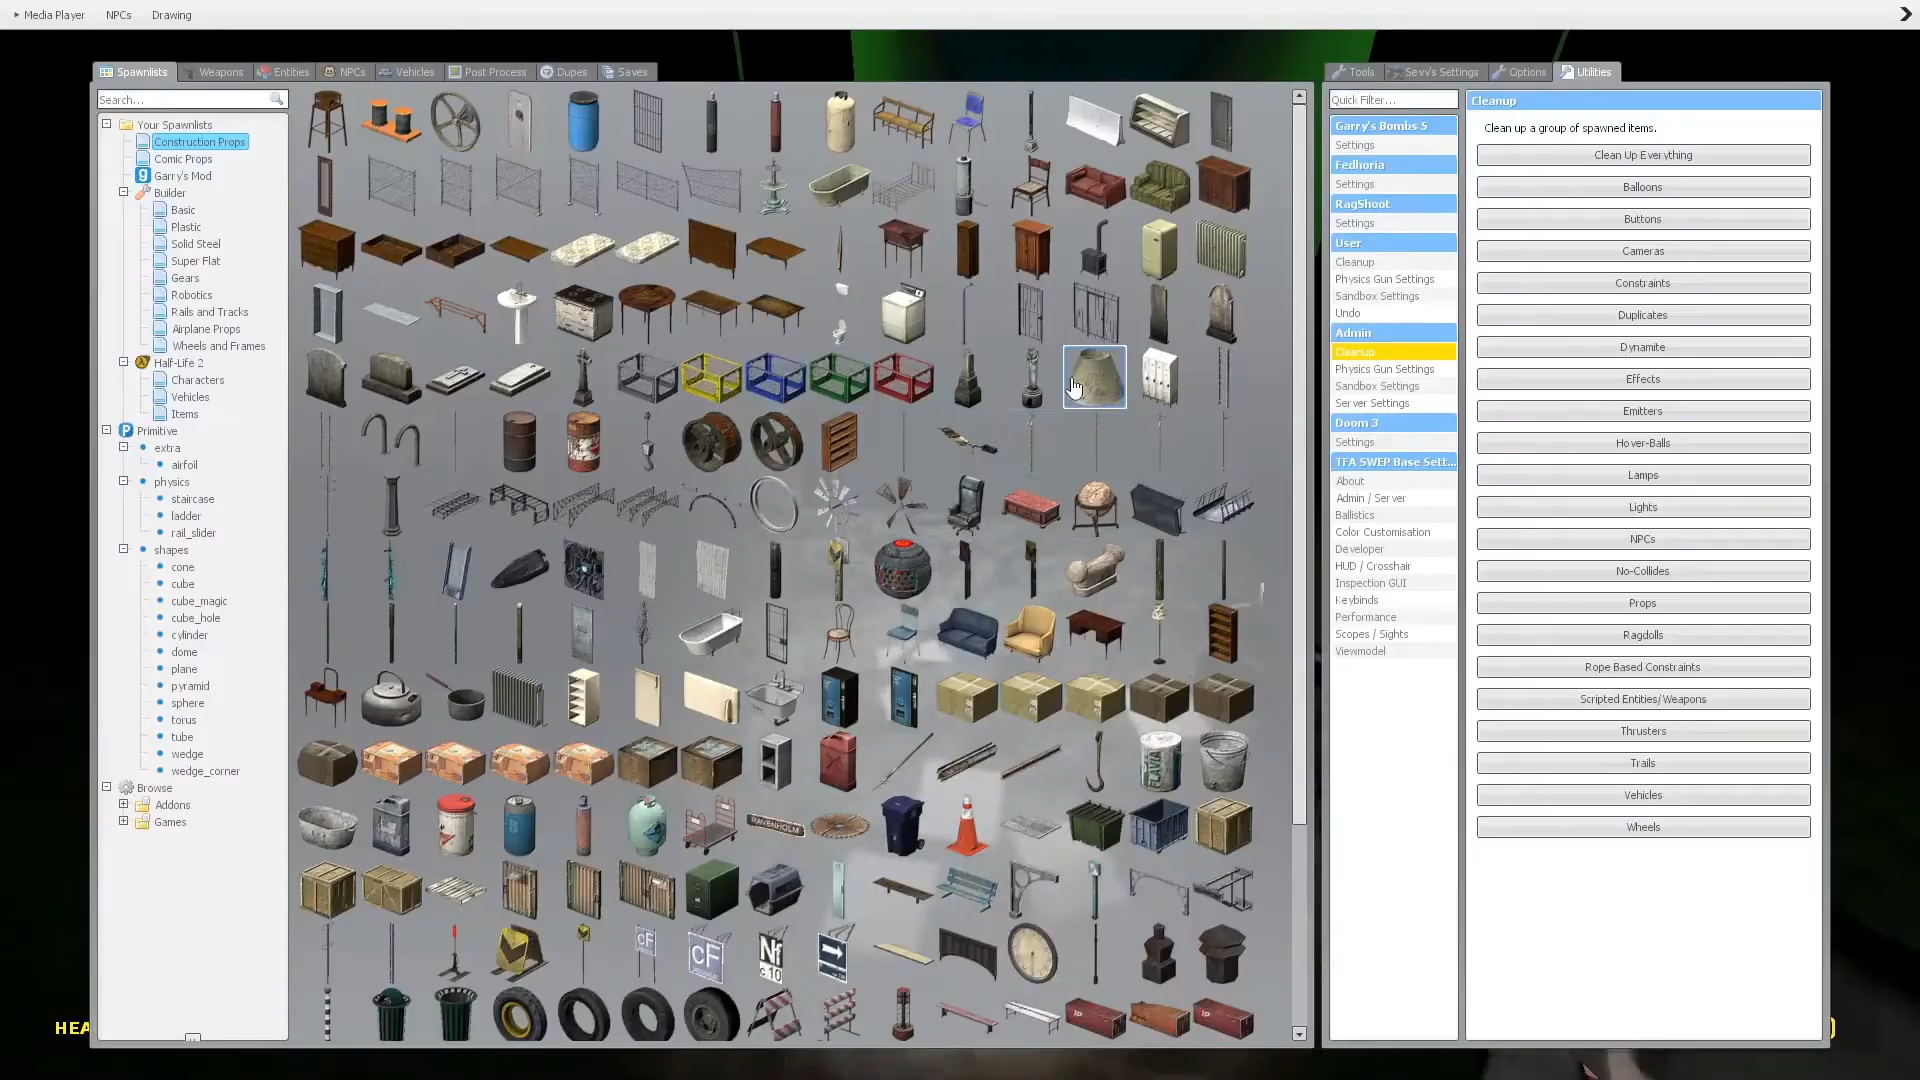 Media Player NPCs Drawing
Spawnlists Weapons Entities NPCs Vehicles Post Process Dupes Saves
Tools Sevv's Settings Options Utilities
Search...
Your Spawnlists
Construction Props
Comic Props
Garry's Mod
Builder
Basic
Plastic
Solid Steel
Super Flat
Gears
Robotics
Rails and Tracks
Airplane Props
Wheels and Frames
Half-Life 2
Characters
Vehicles
Items
Primitive
extra
airfoil
physics
staircase
ladder
rail_slider
shapes
cone
cube
cube_magic
cube_hole
cylinder
dome
plane
pyramid
sphere
torus
tube
wedge
wedge_corner
Browse
Addons
Games
RAVENHOLM
cF
cF
Nf
c10
HEA
Quick Filter...
Garry's Bombs 5
Settings
Fedhoria
Settings
RagShoot
Settings
User
Cleanup
Physics Gun Settings
Sandbox Settings
Undo
Admin
Cleanup
Physics Gun Settings
Sandbox Settings
Server Settings
Doom 3
Settings
TFA SWEP Base Sett...
About
Admin / Server
Ballistics
Color Customisation
Developer
HUD / Crosshair
Inspection GUI
Keybinds
Performance
Scopes / Sights
Viewmodel
Cleanup
Clean up a group of spawned items.
Clean Up Everything
Balloons
Buttons
Cameras
Constraints
Duplicates
Dynamite
Effects
Emitters
Hover-Balls
Lamps
Lights
NPCs
No-Collides
Props
Ragdolls
Rope Based Constraints
Scripted Entities/Weapons
Thrusters
Trails
Vehicles
Wheels